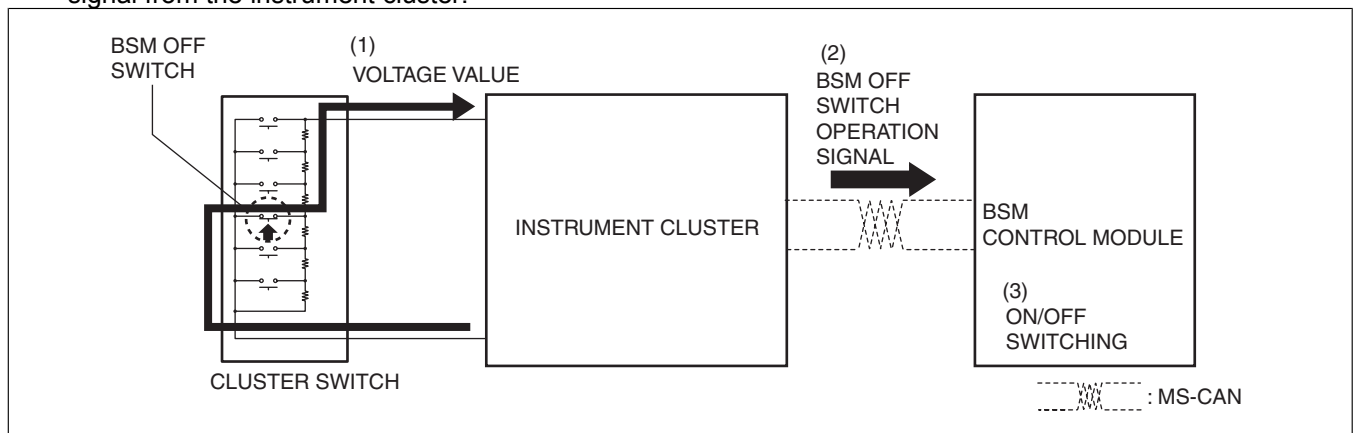 signal from the instrument cluster.
BSM OFF
SWITCH
(1)
VOLTAGE VALUE
(2)
BSM OFF
SWITCH
OPERATION
SIGNAL
INSTRUMENT CLUSTER
BSM
CONTROL MODULE
(3)
ON/OFF
SWITCHING
CLUSTER SWITCH
: MS-CAN